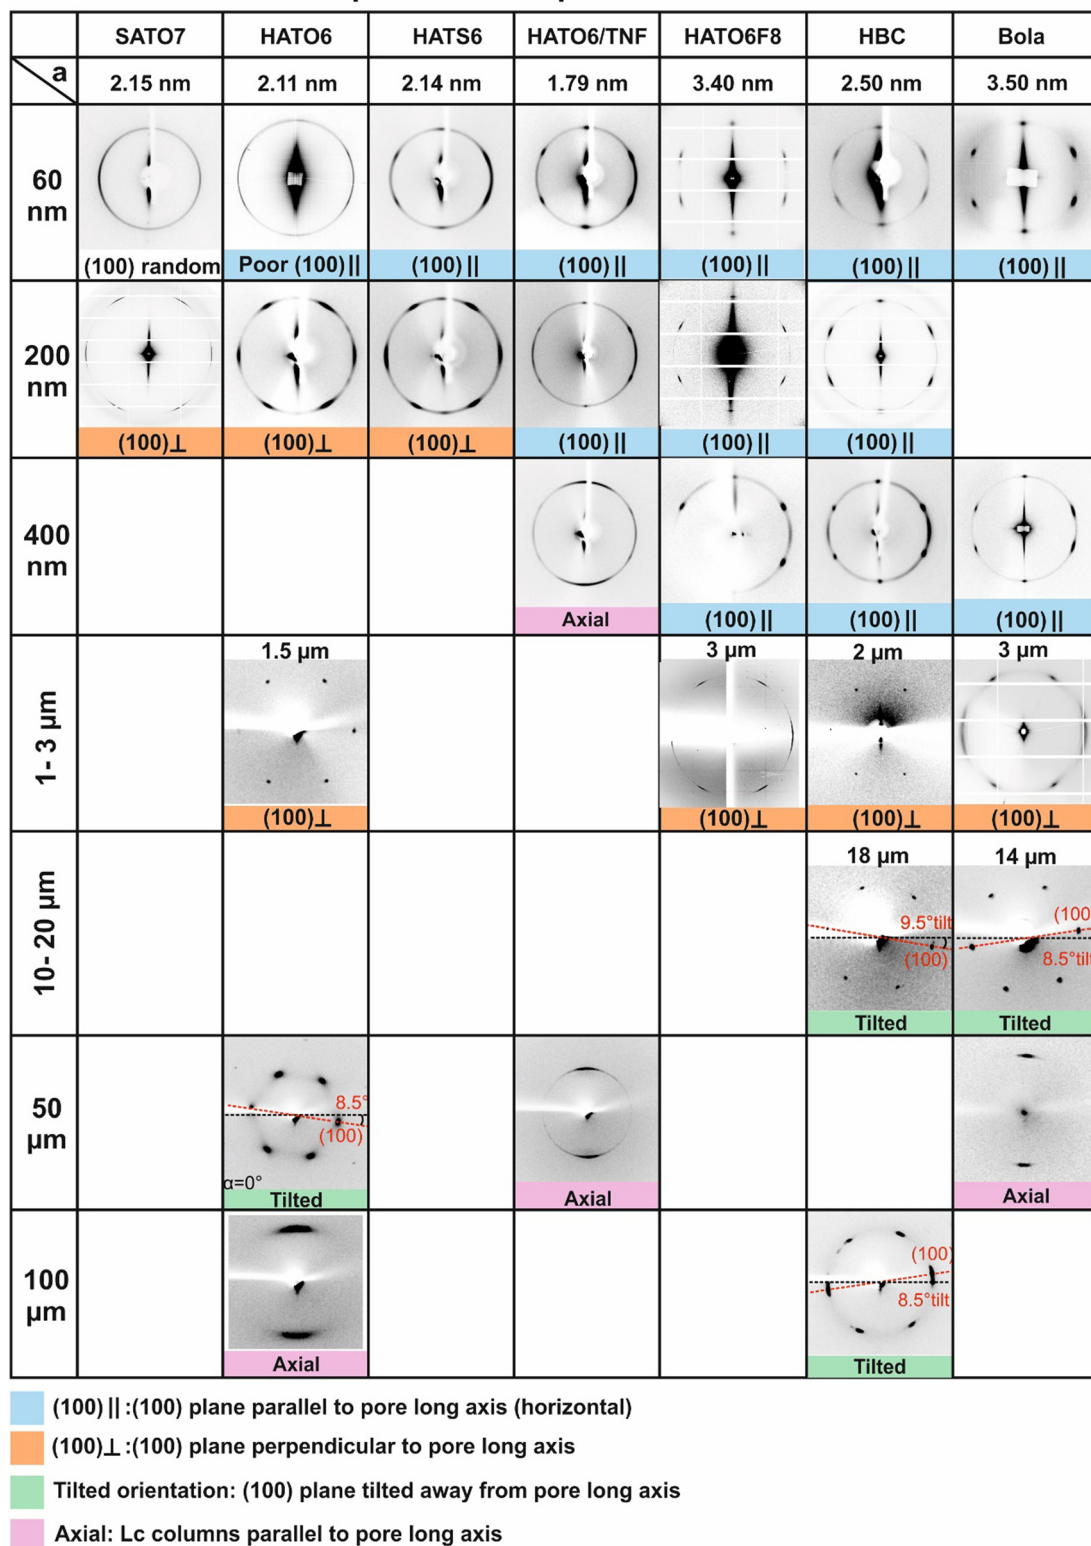 SATO7 HATO6 HATS6 HATO6/TNF HATO6F8 HBC Bola
a 2.15 nm 2.11 nm 2.14 nm 1.79 nm 3.40 nm 2.50 nm 3.50 nm
60
nm
(100) random Poor (100) || (100) || (100) || (100) || (100) || (100) ||
200
nm
(100)⊥ (100)⊥ (100)⊥ (100) || (100) || (100) ||
400
nm
Axial (100) || (100) || (100) ||
1- 3 µm
1.5 µm 3 µm 2 µm 3 µm
(100)⊥ (100)⊥ (100)⊥ (100)⊥
10- 20 µm
18 µm 14 µm
9.5°tilt (100
(100) 8.5°tilt
Tilted Tilted
50
µm
8.5°
(100)
α=0°
Tilted Axial Axial
100
µm
(100)
8.5°tilt
Axial Tilted
(100) || :(100) plane parallel to pore long axis (horizontal)
(100)⊥ :(100) plane perpendicular to pore long axis
Tilted orientation: (100) plane tilted away from pore long axis
Axial: Lc columns parallel to pore long axis